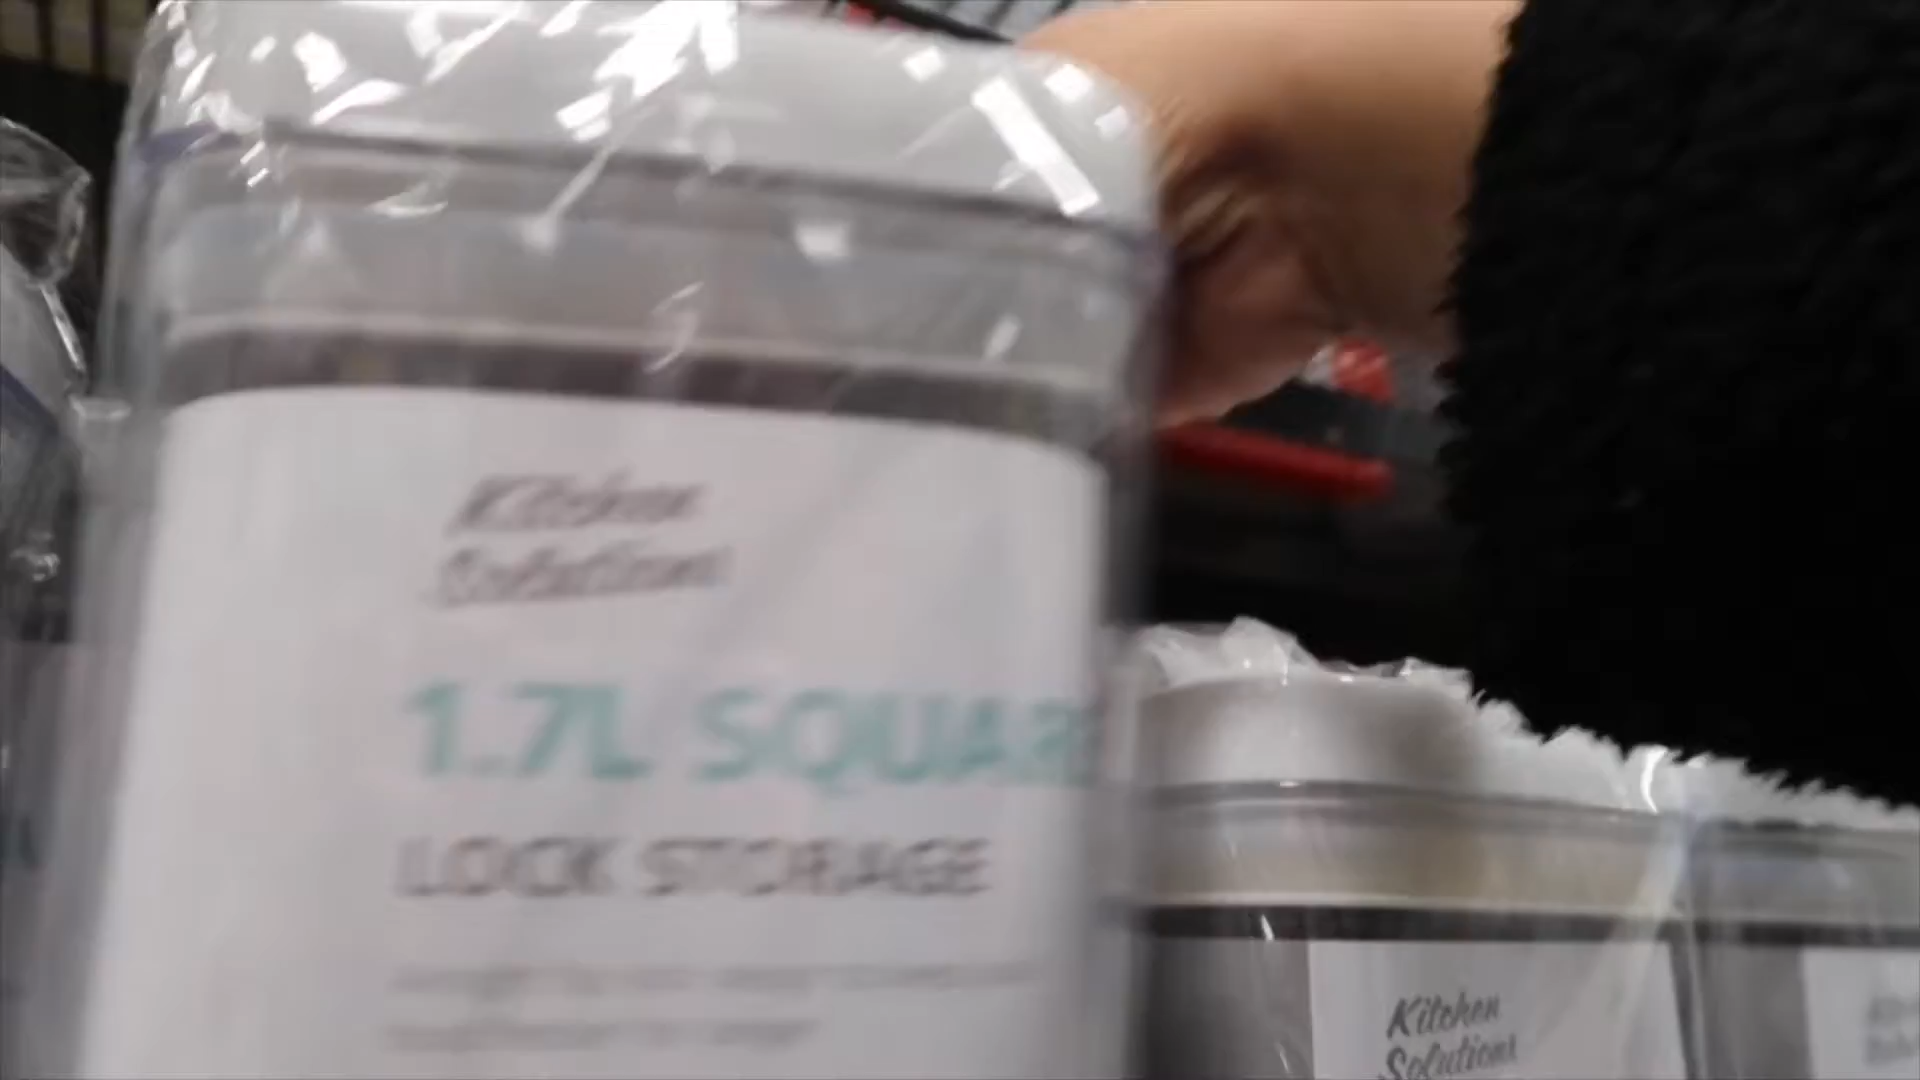 Kitchen
Solutions
1.7L SQUARE
LOCK STORAGE
Kitchen
Solutions